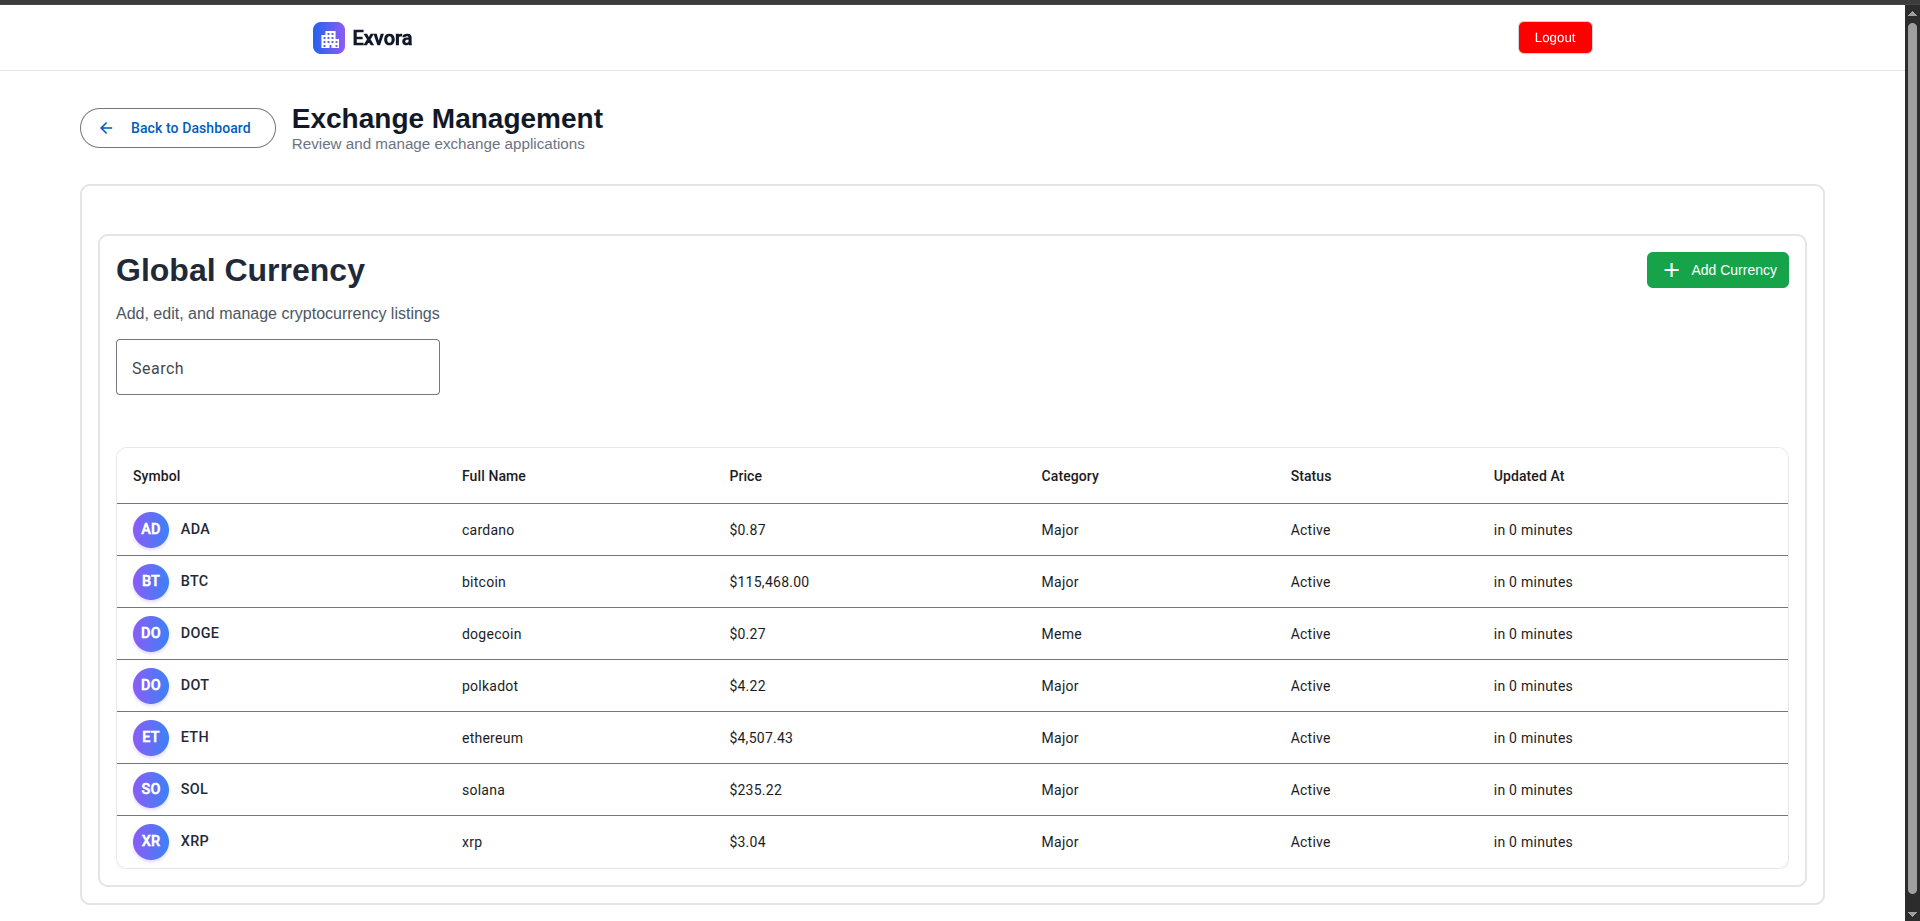 Exvora
Logout
Back to Dashboard
Exchange Management
Review and manage exchange applications
Global Currency
Add Currency
Add, edit, and manage cryptocurrency listings
Search
Symbol Full Name Price Category Status Updated At
AD ADA cardano $0.87 Major Active in 0 minutes
BT BTC bitcoin $115,468.00 Major Active in 0 minutes
DO DOGE dogecoin $0.27 Meme Active in 0 minutes
DO DOT polkadot $4.22 Major Active in 0 minutes
ET ETH ethereum $4,507.43 Major Active in 0 minutes
SO SOL solana $235.22 Major Active in 0 minutes
XR XRP xrp $3.04 Major Active in 0 minutes